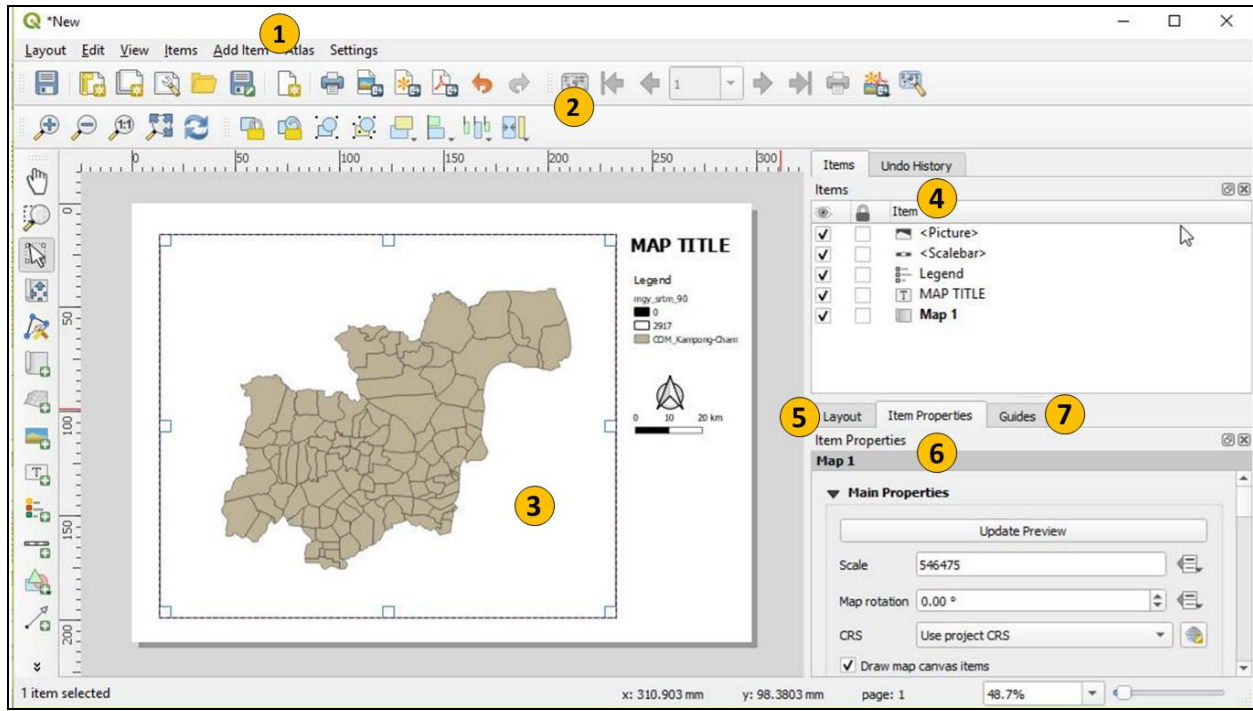 *New
1
Layout Edit View Items Add Item Atlas Settings
1
2
1:1
0 50 100 150 200 250 300
Items Undo History
Items
4
Item
<Picture>
<Scalebar>
Legend
MAP TITLE
Map 1
0
50
100
150
200
MAP TITLE
Legend
mgy_srtm_90
0
2917
CDM_Kampong-Cham
0 10 20 km
3
5 Layout Item Properties Guides 7
Item Properties
6
Map 1
Main Properties
Update Preview
Scale 546475
Map rotation 0.00 °
CRS Use project CRS
Draw map canvas items
1 item selected x: 310.903 mm y: 98.3803 mm page: 1 48.7%